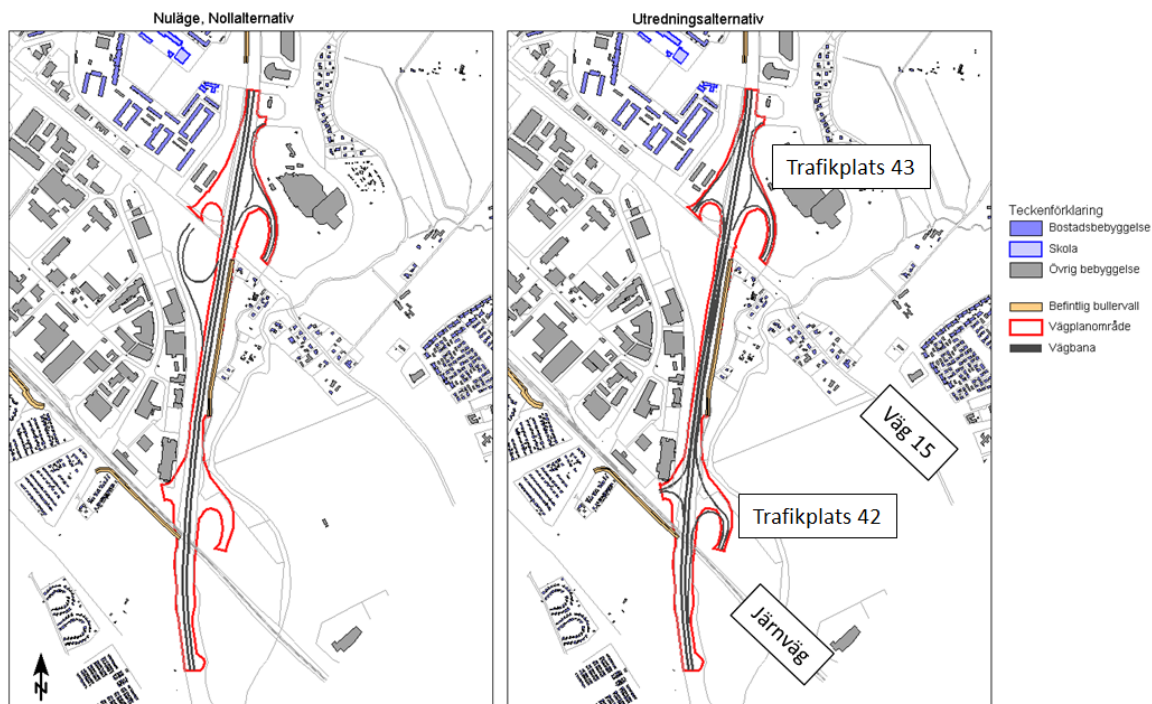 Nuläge, Nollalternativ
Utredningsalternativ
Trafikplats 43
Väg 15
Trafikplats 42
Järnväg
N
Teckenförklaring
Bostadsbebyggelse
Skola
Övrig bebyggelse
Befintlig bullervall
Vägplanområde
Vägbana